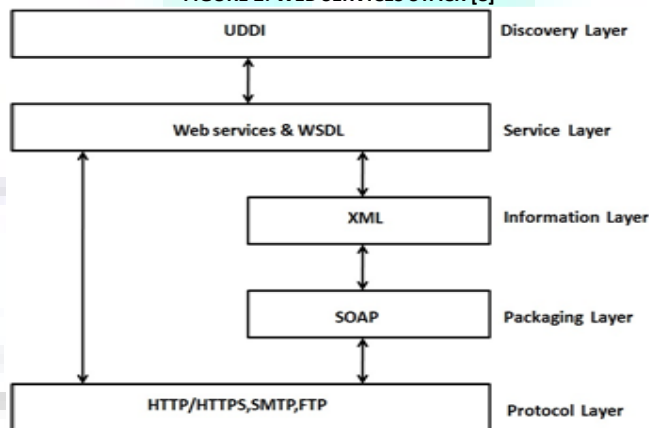 UDDI Discovery Layer
Web services & WSDL Service Layer
XML Information Layer
SOAP Packaging Layer
HTTP/HTTPS,SMTP,FTP Protocol Layer